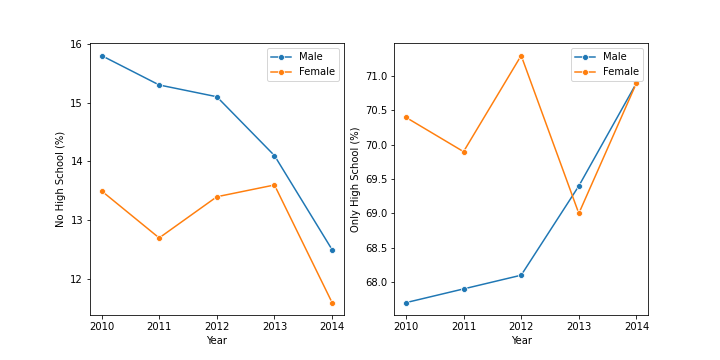 No High School (%)
16
15
14
13
12
2010 2011 2012 2013 2014
Year
Male
Female
Only High School (%)
71.0
70.5
70.0
69.5
69.0
68.5
68.0
2010 2011 2012 2013 2014
Year
Male
Female